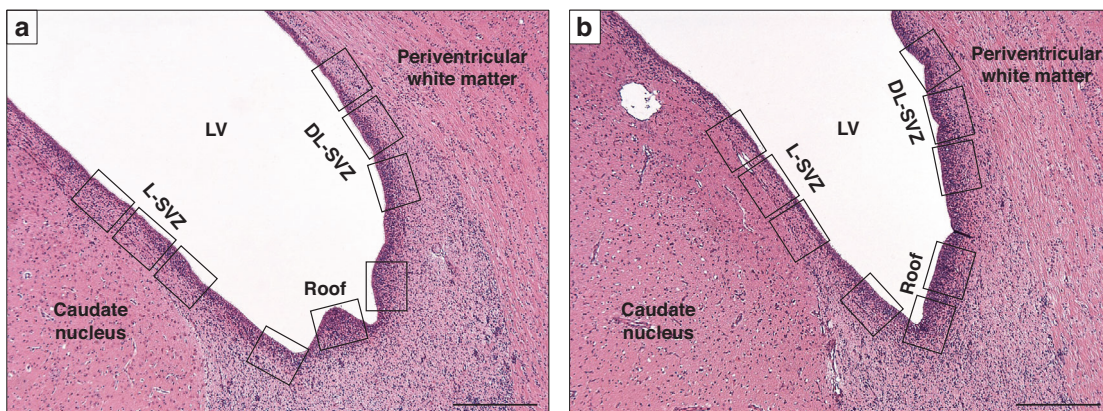 a
Periventricular
white matter
LV
DL-SVZ
L-SVZ
Roof
Caudate
nucleus
b
Periventricular
white matter
LV
DL-SVZ
L-SVZ
Roof
Caudate
nucleus